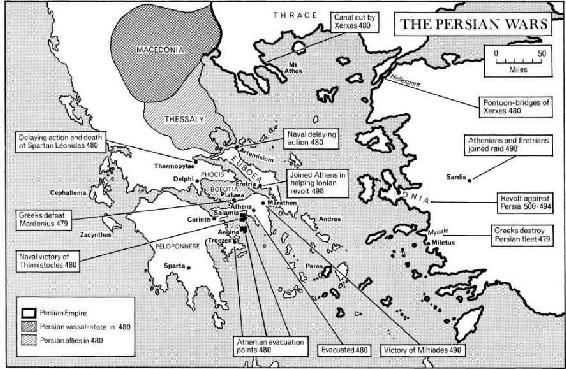 THRACE
Canal cut by
Xerxes 480
THE PERSIAN WARS
0 50
Miles
MACEDONIA
Mt
Athos
Hellespont
Pontoon-bridges of
Xerxes 480
THESSALY
Delaying action and death
of Spartan Leonidas 480
Naval delaying
action 480
Athenians and Eretrians
joined raid 498
Artemisium
Thermopylae
EUBOEA
Delphi
PHOCIS
BOEOTIA
Eretria
Joined Athens in
helping Ionian
revolt 498
Sardis
Cephallenia
Plataea
Athens
Marathon
IONIA
Revolt against
Persia 500-494
Greeks defeat
Mardonius 479
Salamis
Corinth
Andros
Mycale
Miletus
Greeks destroy
Persian fleet 479
Zacynthus
Aegina
Troezen
PELOPONNESE
Naval victory of
Themistocles 480
Sparta
Paros
Persian Empire
Persian vassal-state in 480
Persian allies in 480
Athenian evacuation
points 480
Evacuated 480
Victory of Miltiades 490